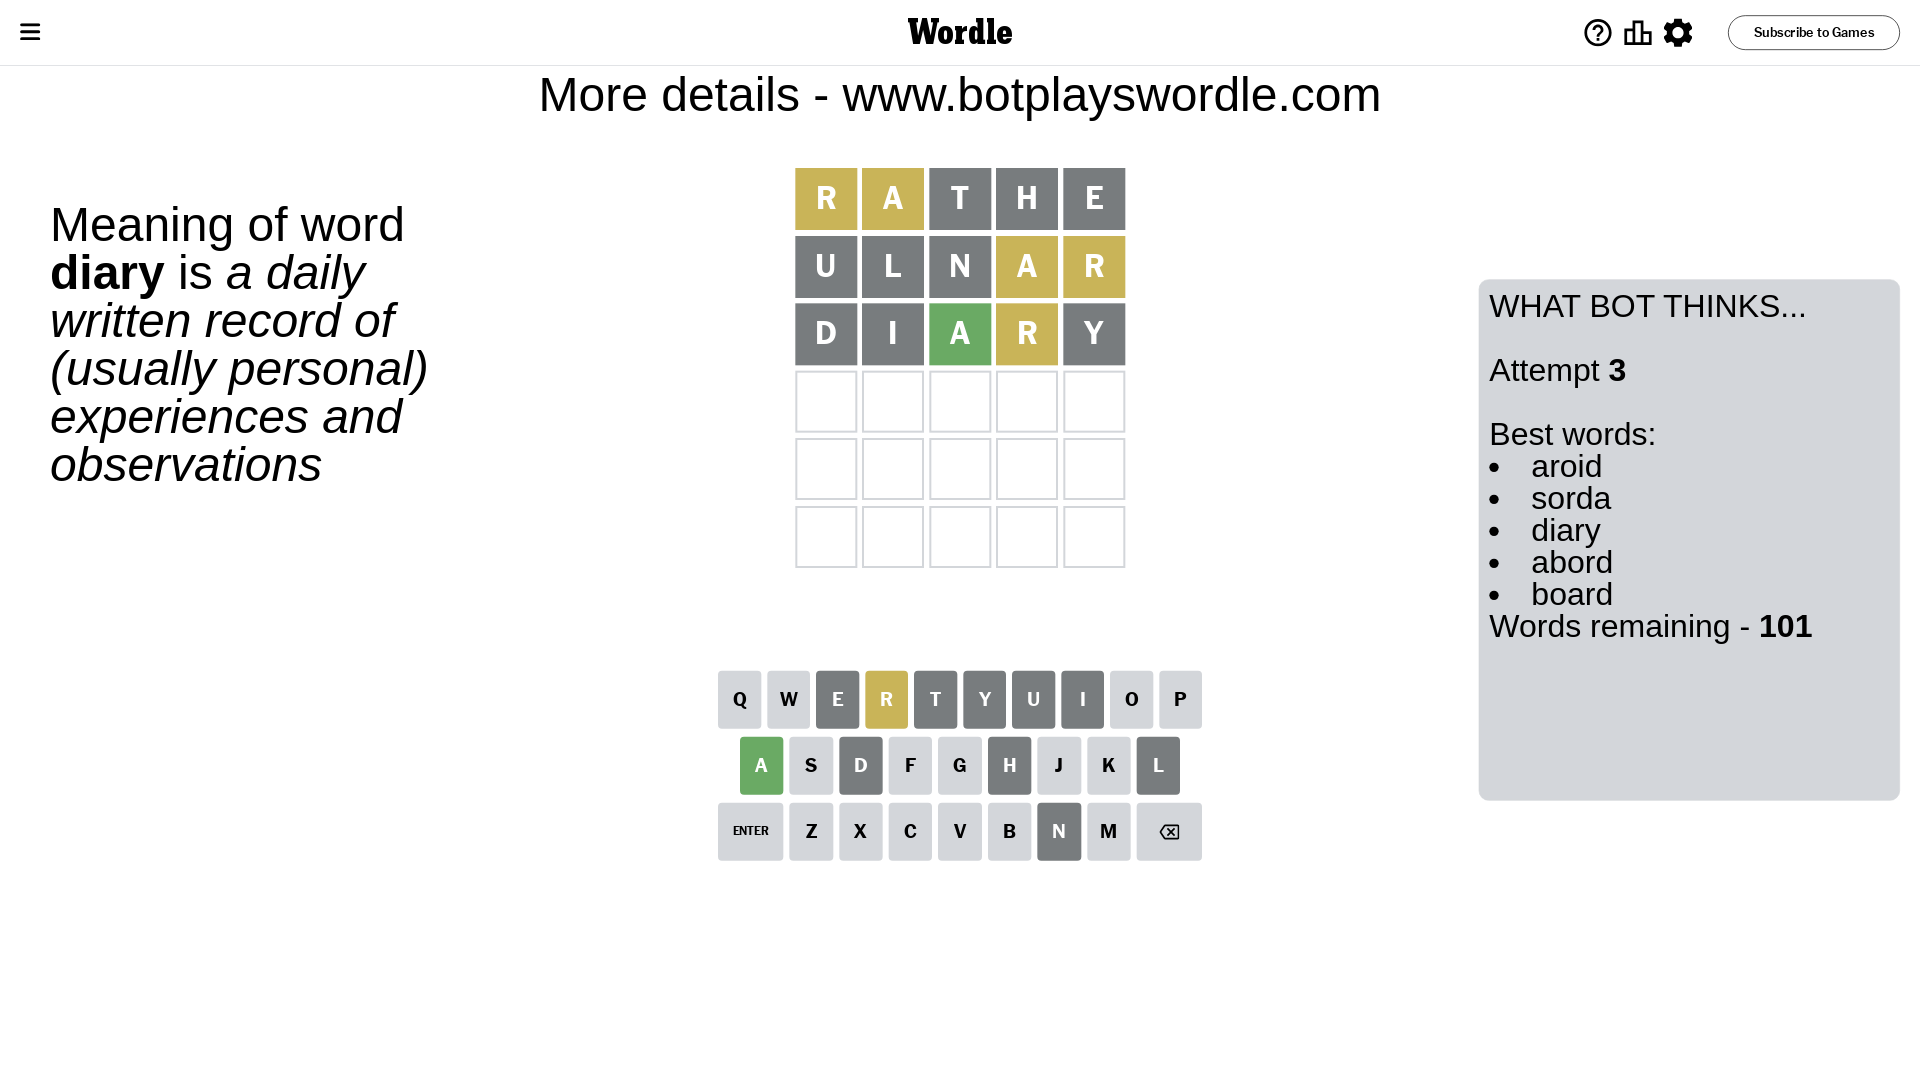 Wordle
Subscribe to Games
More details - www.botplayswordle.com
Meaning of word
diary is a daily
written record of
(usually personal)
experiences and
observations
R A T H E
U L N A R
D I A R Y
WHAT BOT THINKS...
Attempt 3
Best words:
• aroid
• sorda
• diary
• abord
• board
Words remaining - 101
Q W E R T Y U I O P
A S D F G H J K L
ENTER Z X C V B N M